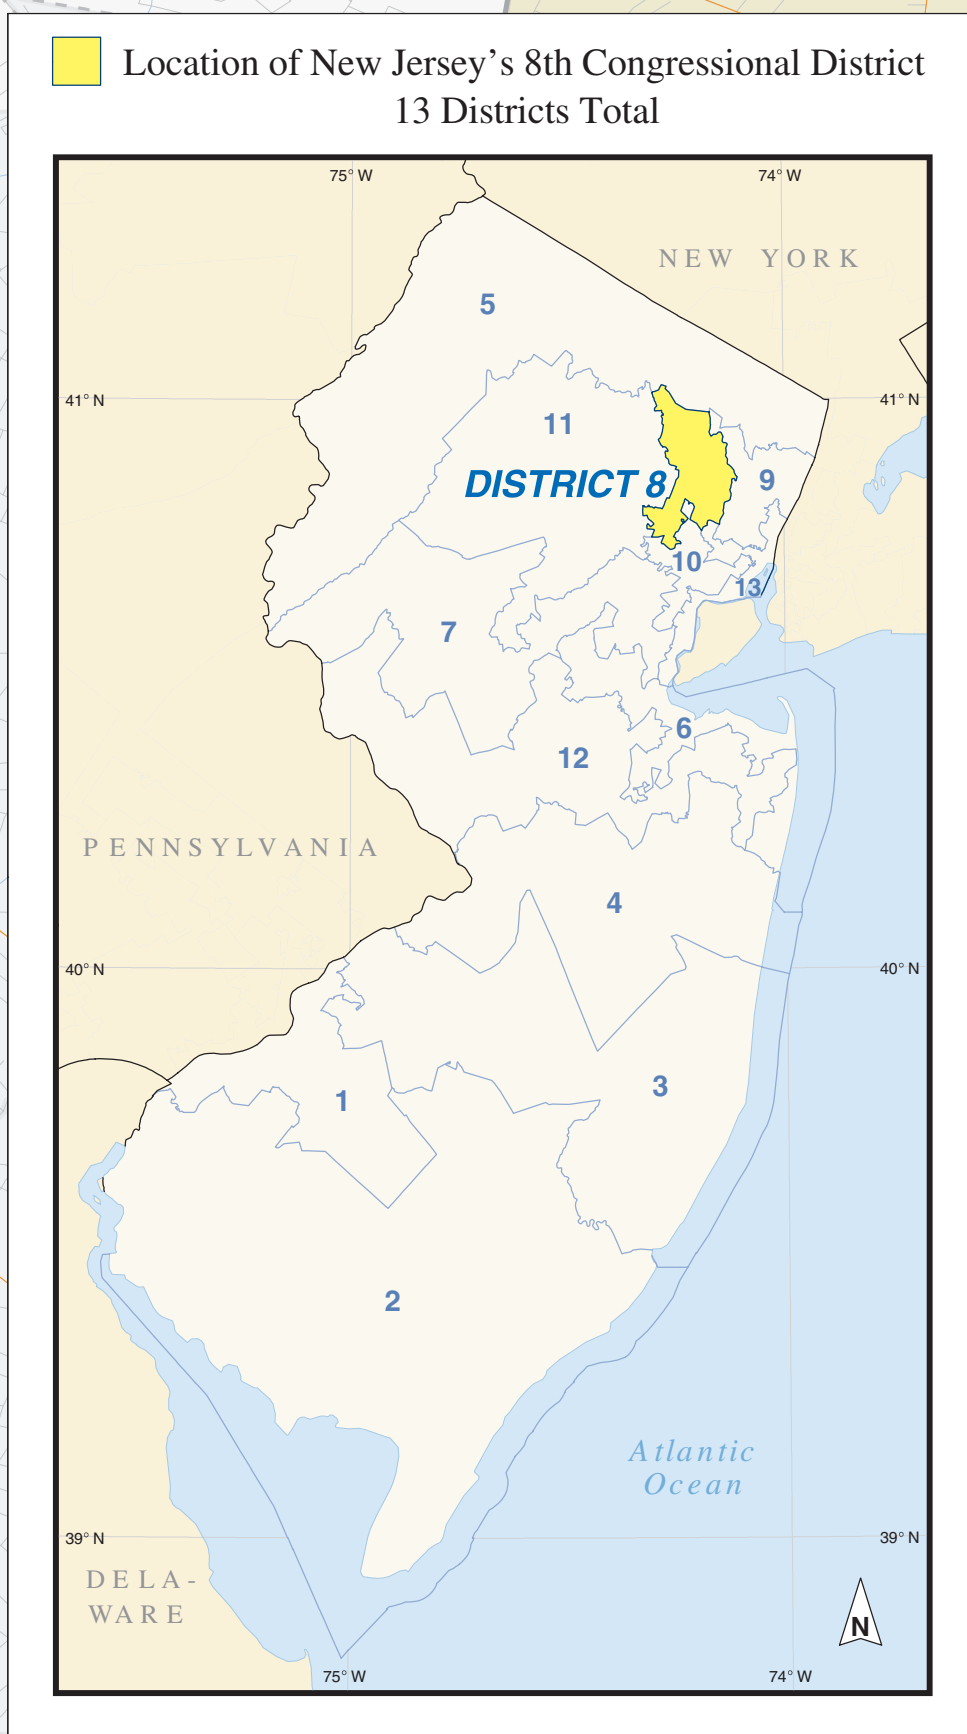 Location of New Jersey's 8th Congressional District
13 Districts Total
75° W
74° W
NEW YORK
5
41° N
41° N
11
DISTRICT 8
9
10
13
7
6
12
PENNSYLVANIA
4
40° N
40° N
3
1
2
Atlantic
Ocean
39° N
39° N
DELA-
WARE
N
75° W
74° W